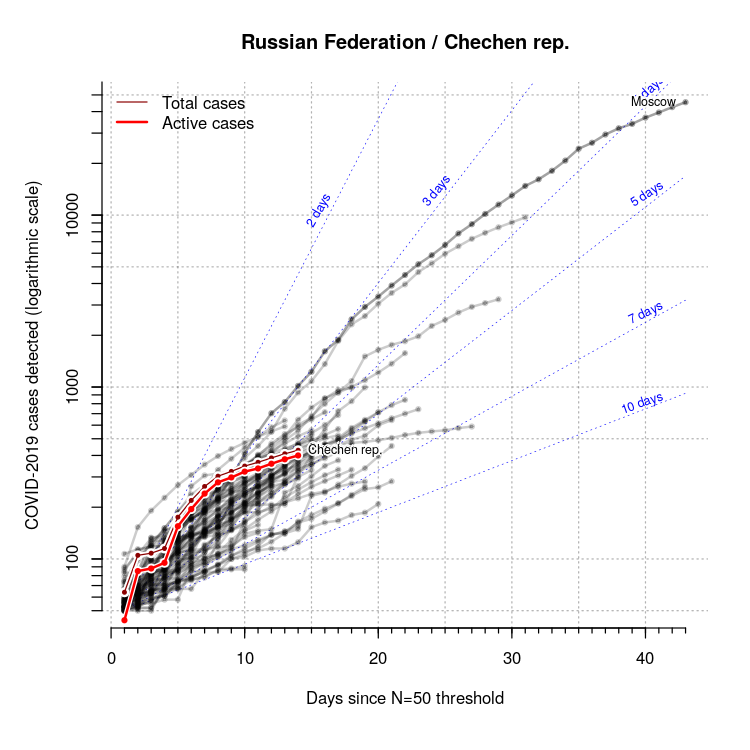 Russian Federation / Chechen rep.
Total cases
Active cases
2 days
3 days
days
Moscow
5 days
7 days
10 days
Chechen rep.
COVID-2019 cases detected (logarithmic scale)
10000
1000
100
0 10 20 30 40
Days since N=50 threshold